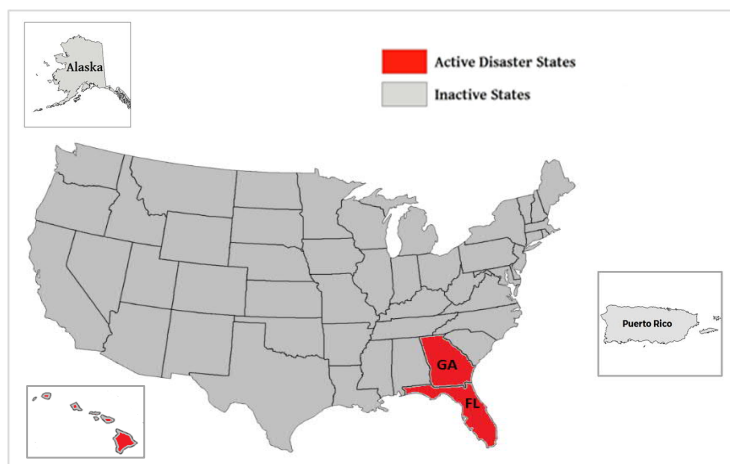 Alaska
Active Disaster States
Inactive States
Puerto Rico
GA
FL